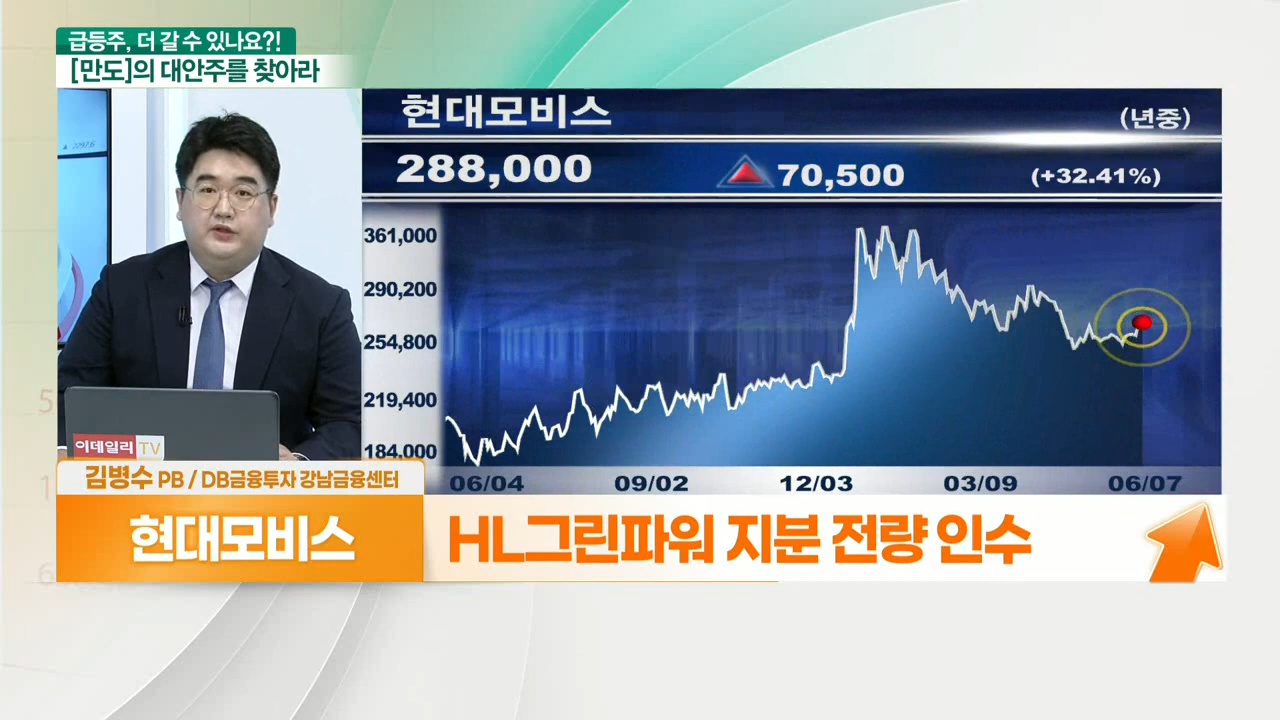 급등주, 더 갈 수 있나요?!
[만도]의 대안주를 찾아라
현대모비스
(년중)
288,000
70,500
(+32.41%)
361,000
290,200
254,800
219,400
184,000
06/04
09/02
12/03
03/09
06/07
이데일리 TV
김병수 PB / DB금융투자 강남금융센터
현대모비스
HL그린파워 지분 전량 인수